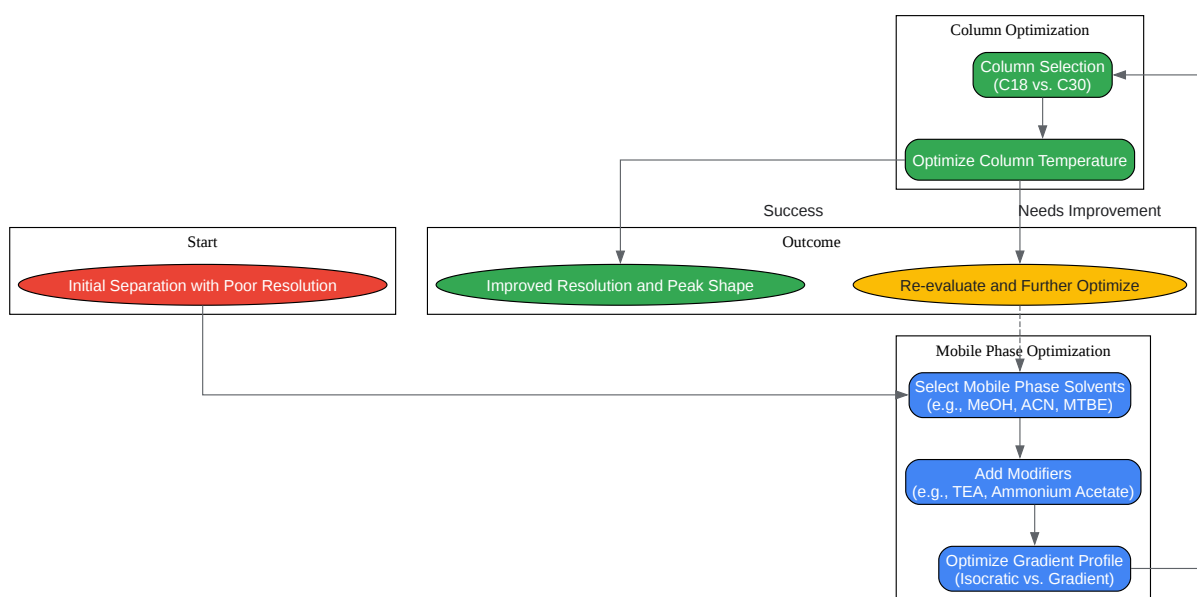 Column Optimization
Column Selection
(C18 vs. C30)
Optimize Column Temperature
Success
Needs Improvement
Start
Outcome
Initial Separation with Poor Resolution
Improved Resolution and Peak Shape
Re-evaluate and Further Optimize
Mobile Phase Optimization
Select Mobile Phase Solvents
(e.g., MeOH, ACN, MTBE)
Add Modifiers
(e.g., TEA, Ammonium Acetate)
Optimize Gradient Profile
(Isocratic vs. Gradient)